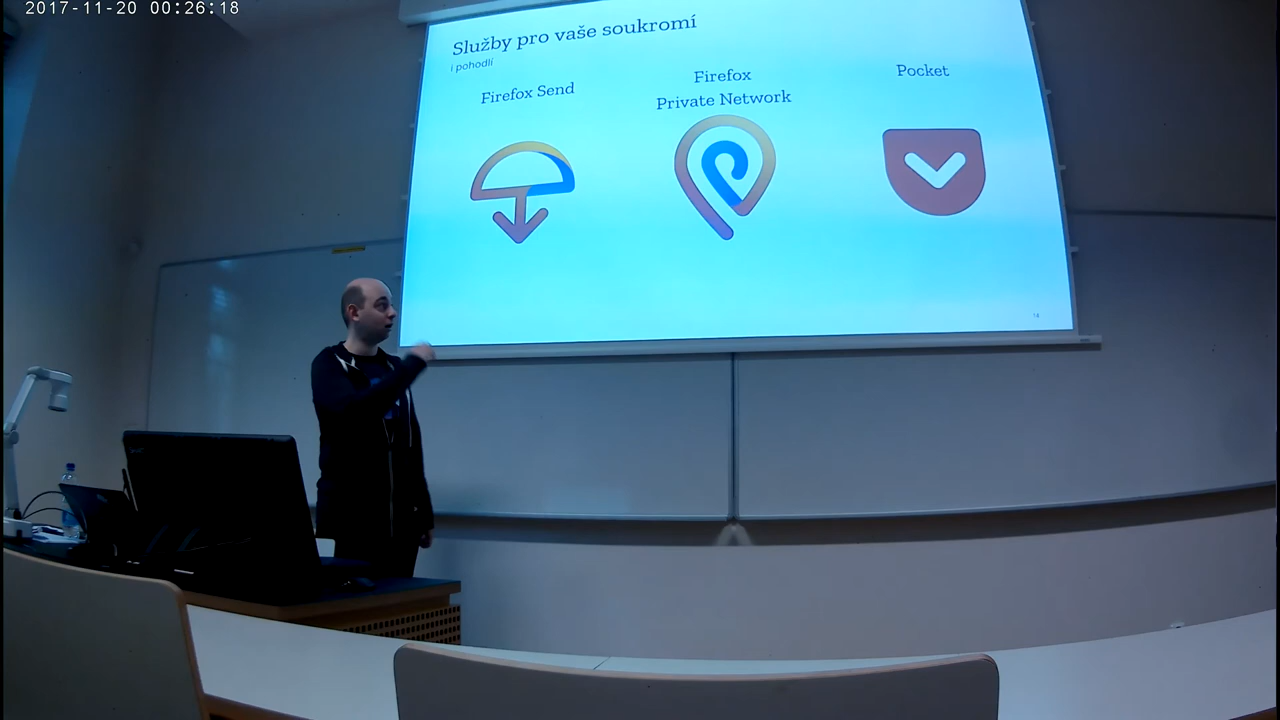 2017-11-20 00:26:18
Služby pro vaše soukromí
i pohodlí
Firefox Send
Firefox
Private Network
Pocket